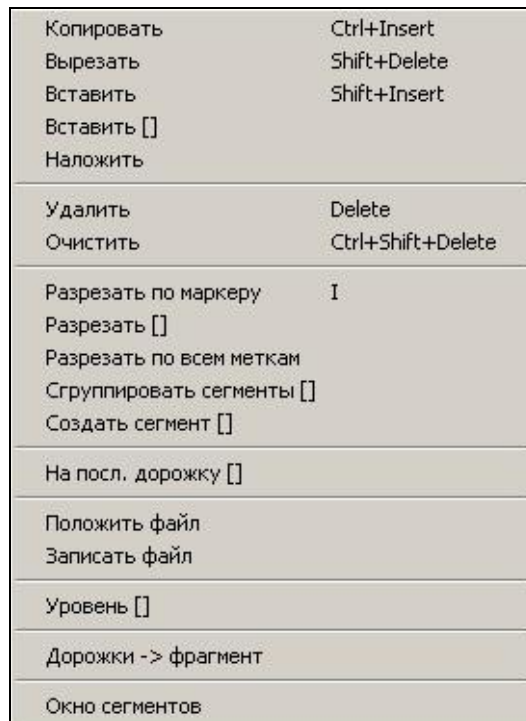 Копировать Ctrl+Insert
Вырезать Shift+Delete
Вставить Shift+Insert
Вставить []
Наложить
Удалить Delete
Очистить Ctrl+Shift+Delete
Разрезать по маркеру I
Разрезать []
Разрезать по всем меткам
Сгруппировать сегменты []
Создать сегмент []
На посл. дорожку []
Положить файл
Записать файл
Уровень []
Дорожки -> фрагмент
Окно сегментов